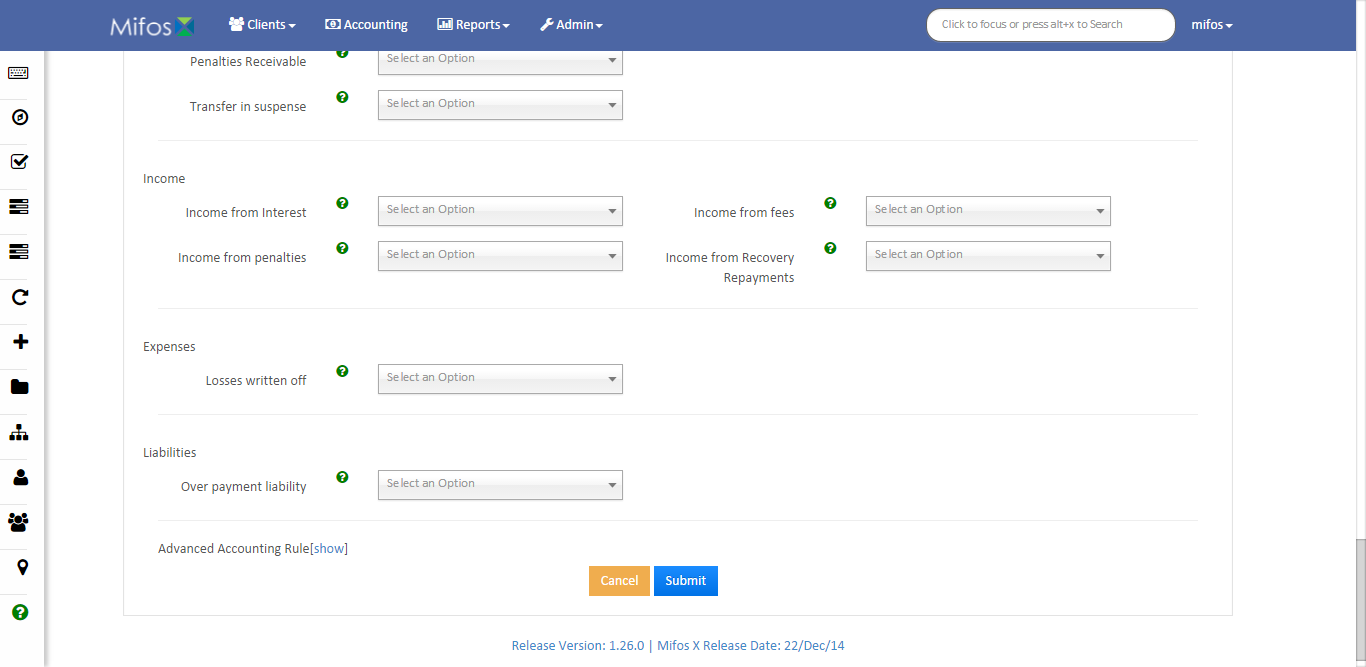 Mifos Clients Accounting Reports Admin Click to focus or press alt+x to Search mifos
Penalties Receivable Select an Option
Transfer in suspense Select an Option
Income
Income from Interest Select an Option Income from fees Select an Option
Income from penalties Select an Option Income from Recovery Select an Option
Repayments
Expenses
Losses written off Select an Option
Liabilities
Over payment liability Select an Option
Advanced Accounting Rule[show]
Cancel Submit
Release Version: 1.26.0 | Mifos X Release Date: 22/Dec/14